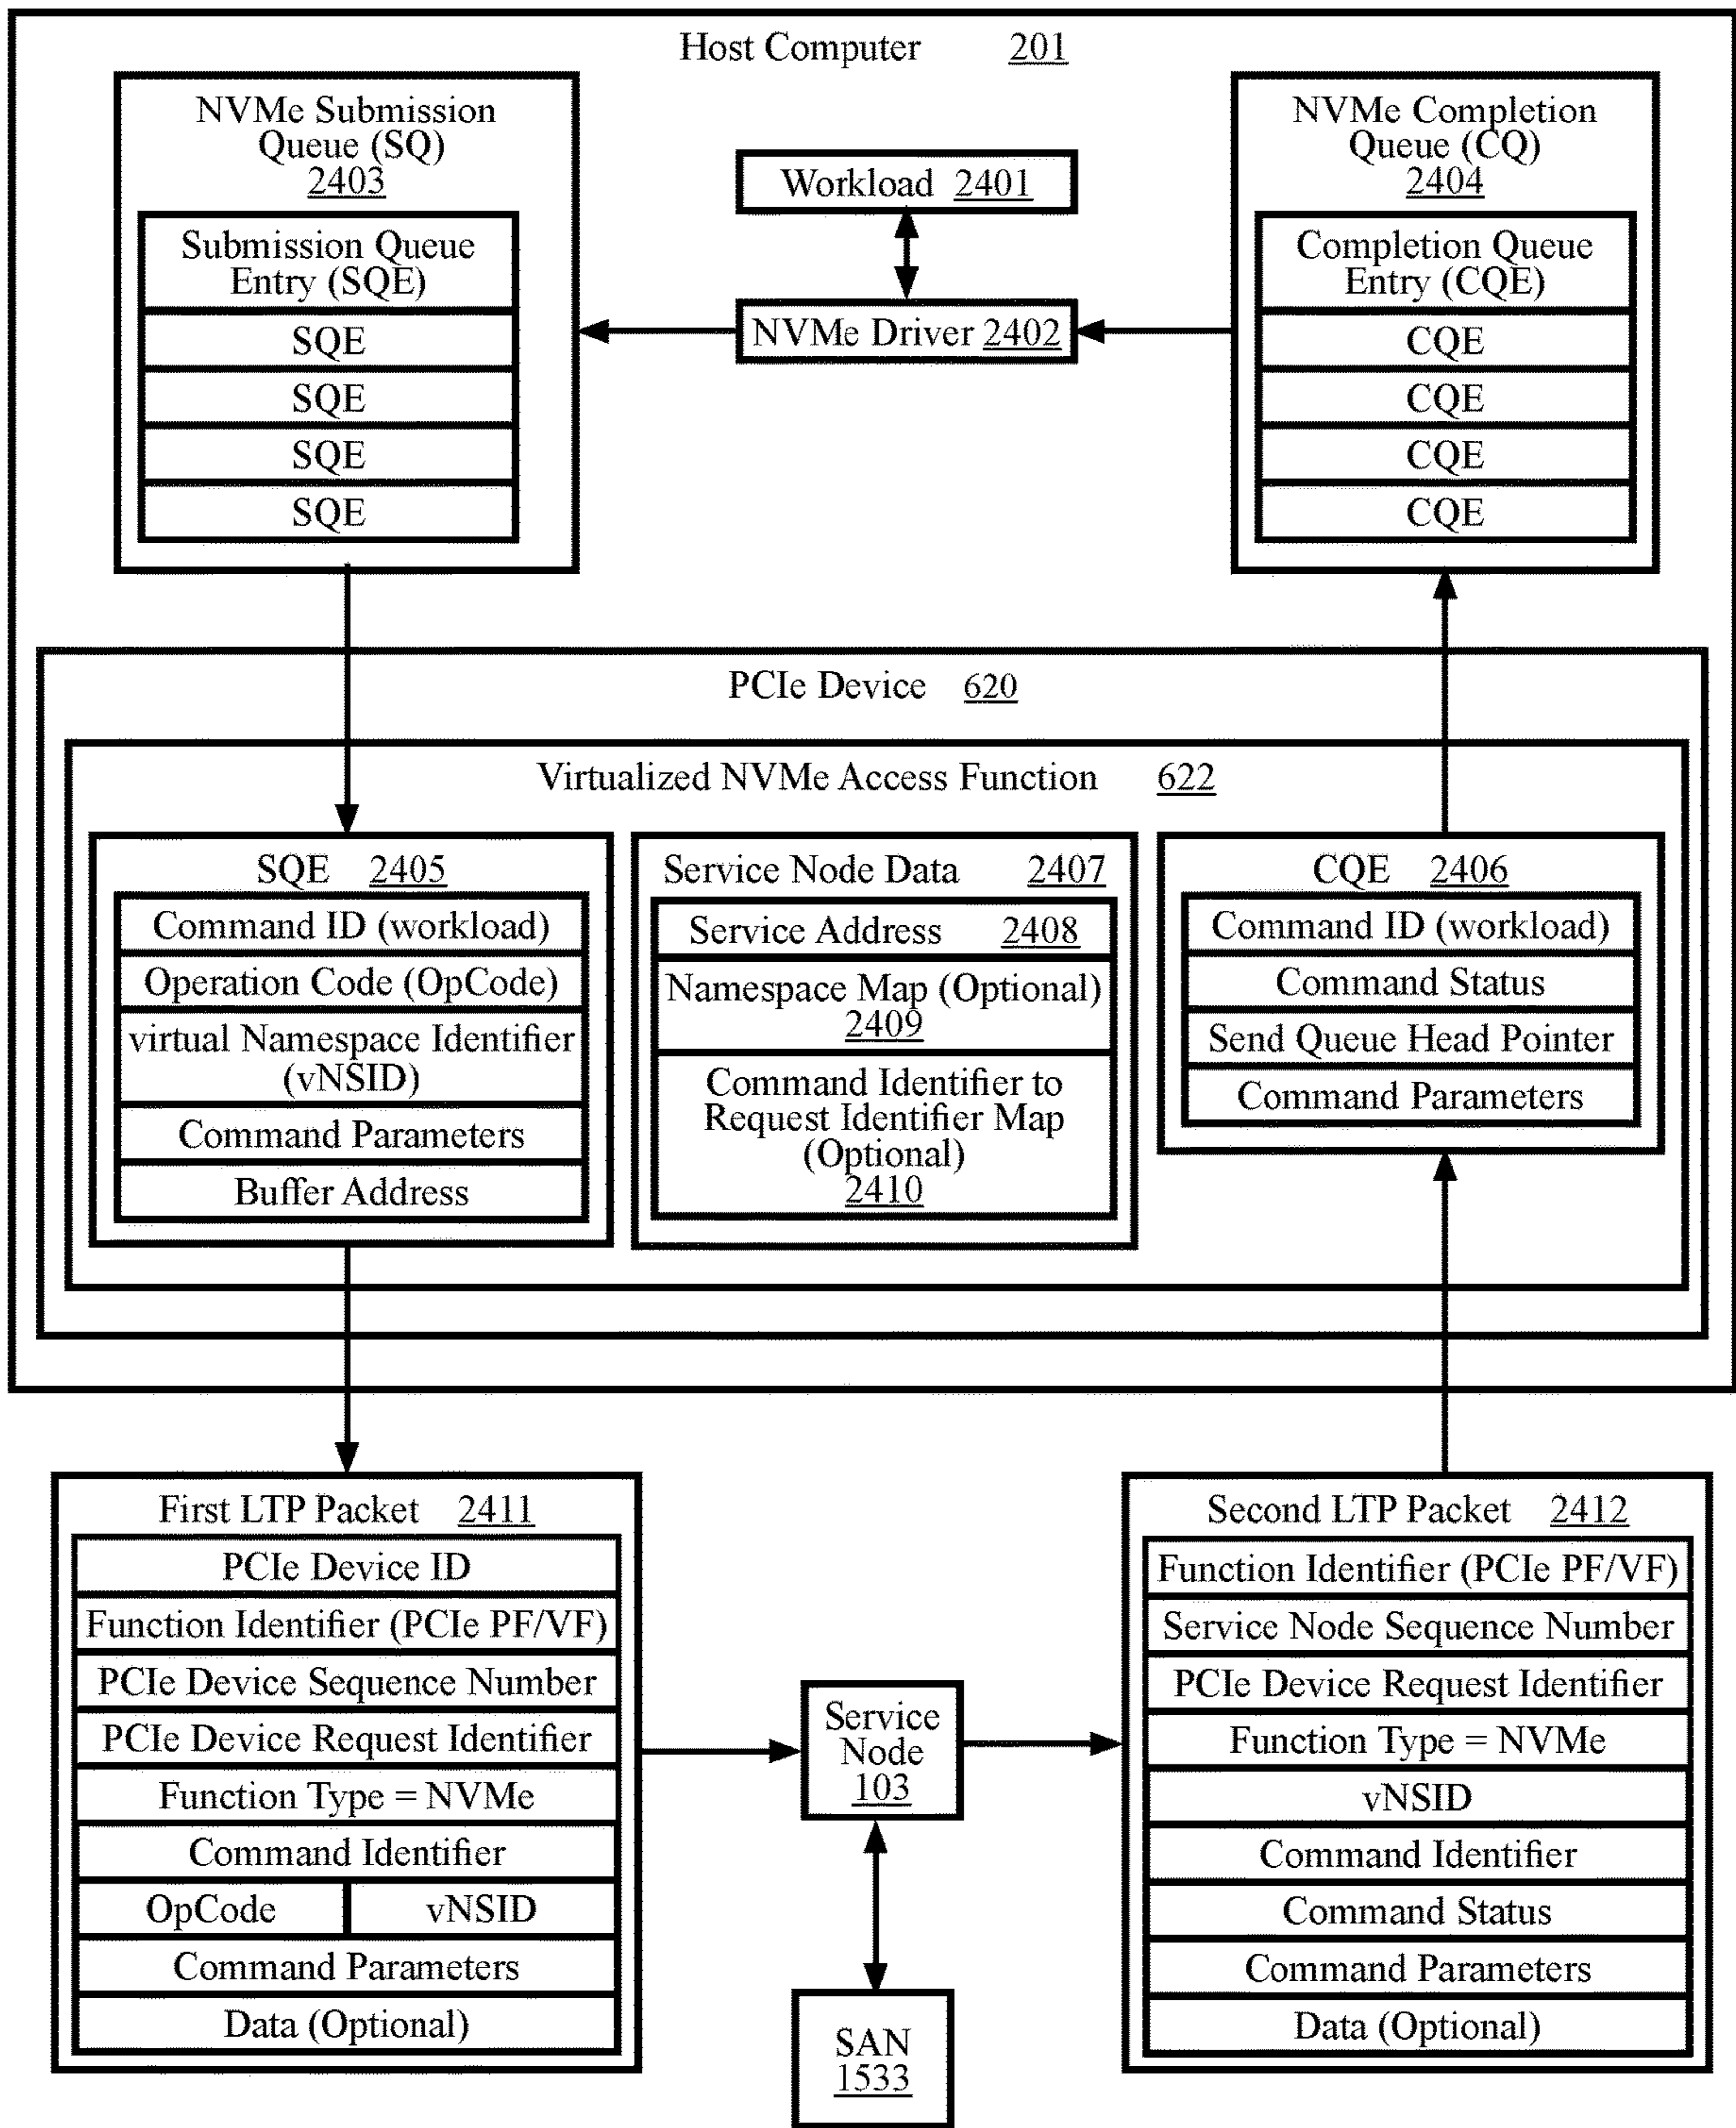 Host Computer 201
NVMe Submission
Queue (SQ)
2403
Submission Queue
Entry (SQE)
SQE
SQE
SQE
SQE
Workload 2401
NVMe Driver 2402
NVMe Completion
Queue (CQ)
2404
Completion Queue
Entry (CQE)
CQE
CQE
CQE
CQE
PCIe Device 620
Virtualized NVMe Access Function 622
SQE 2405
Command ID (workload)
Operation Code (OpCode)
virtual Namespace Identifier
(vNSID)
Command Parameters
Buffer Address
Service Node Data 2407
Service Address 2408
Namespace Map (Optional)
2409
Command Identifier to
Request Identifier Map
(Optional)
2410
CQE 2406
Command ID (workload)
Command Status
Send Queue Head Pointer
Command Parameters
First LTP Packet 2411
PCIe Device ID
Function Identifier (PCIe PF/VF)
PCIe Device Sequence Number
PCIe Device Request Identifier
Function Type = NVMe
Command Identifier
OpCode vNSID
Command Parameters
Data (Optional)
Service
Node
103
SAN
1533
Second LTP Packet 2412
Function Identifier (PCIe PF/VF)
Service Node Sequence Number
PCIe Device Request Identifier
Function Type = NVMe
vNSID
Command Identifier
Command Status
Command Parameters
Data (Optional)